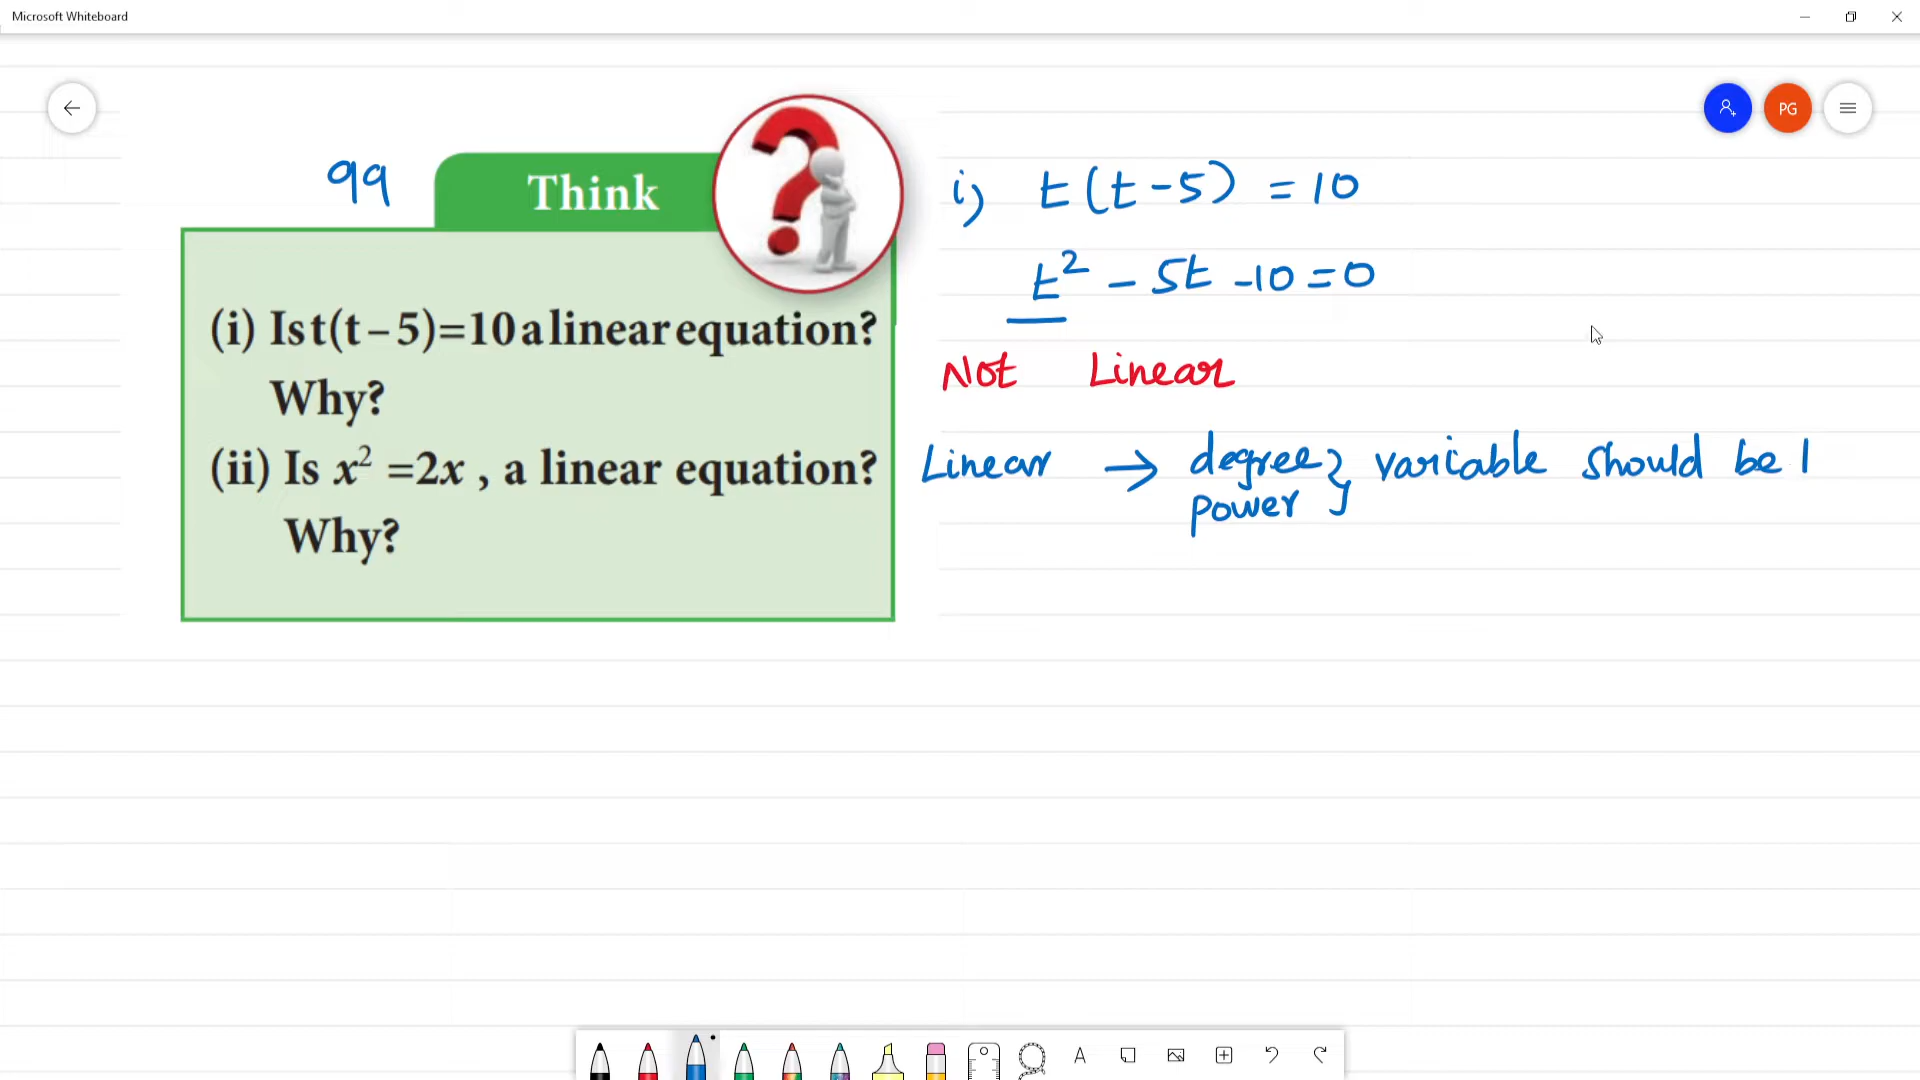 Microsoft Whiteboard
PG
99
Think
(i) Is t(t – 5)=10 a linear equation?
Why?
(ii) Is x² =2x , a linear equation?
Why?
i) t(t-5) = 10
t² - 5t -10 = 0
Not Linear
Linear → degree } variable should be 1
power
A